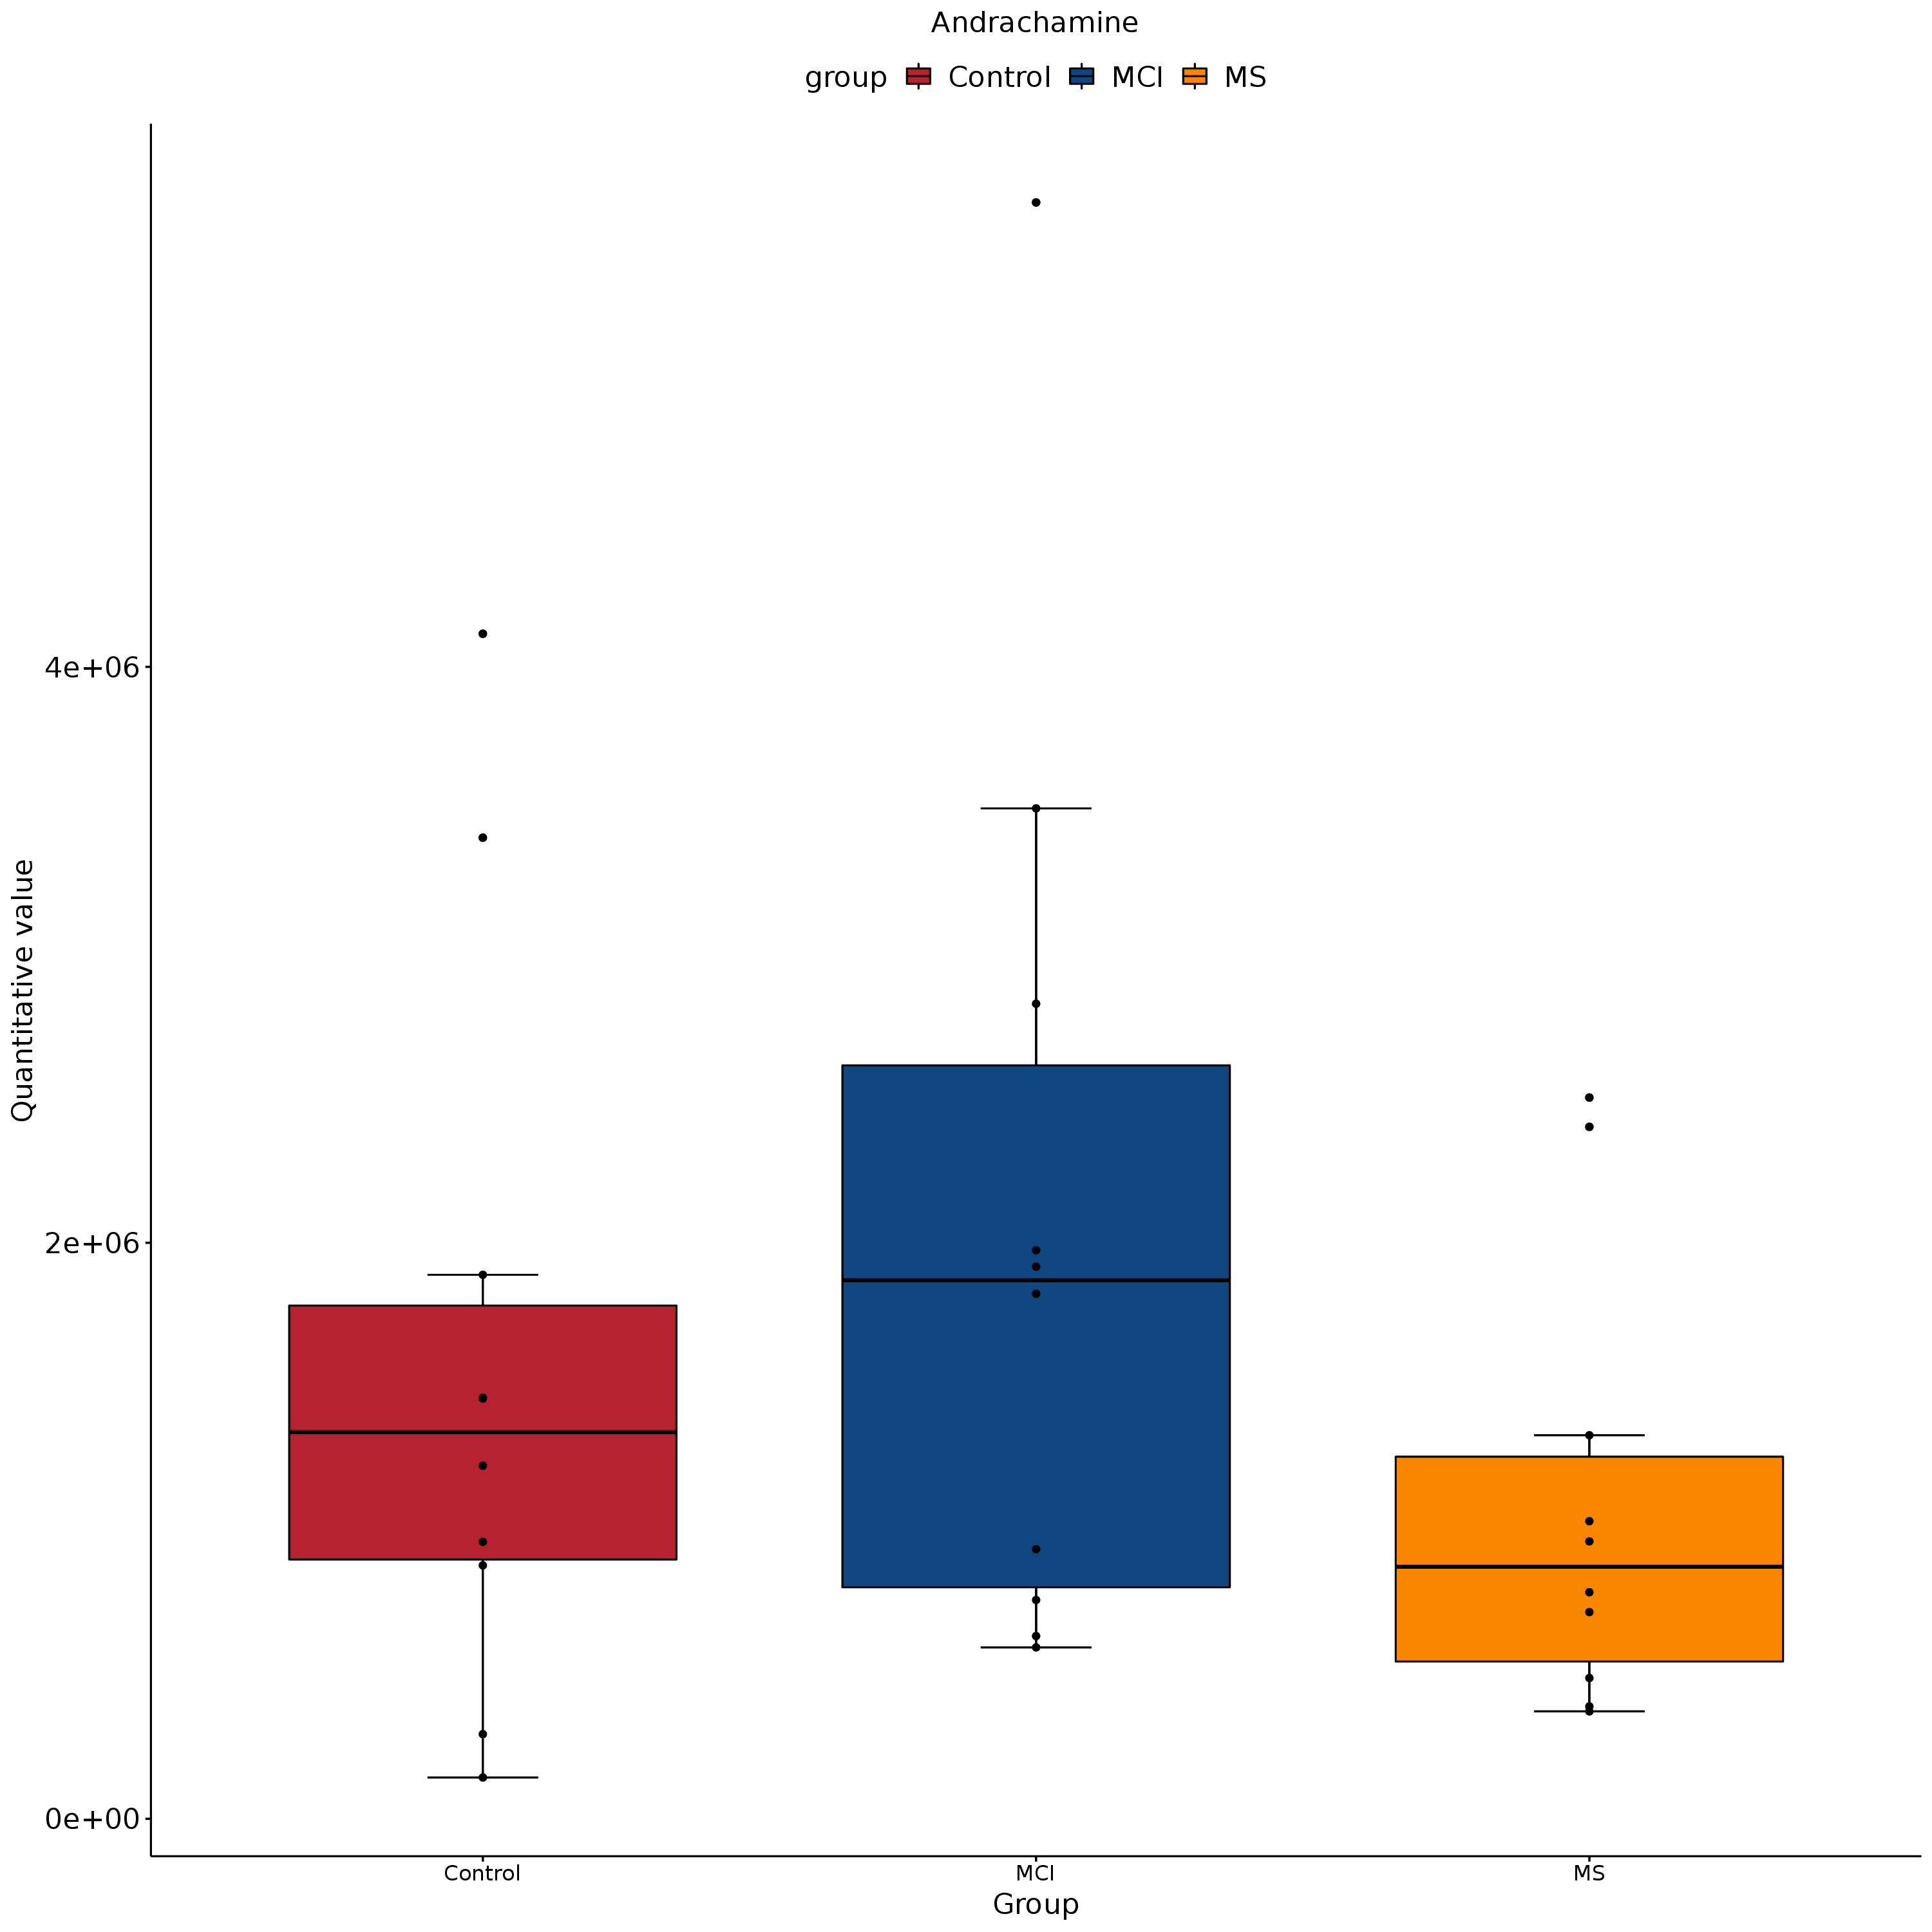 Andrachamine
group Control MCI MS
Quantitative value
4e+06
2e+06
0e+00
Control MCI MS
Group